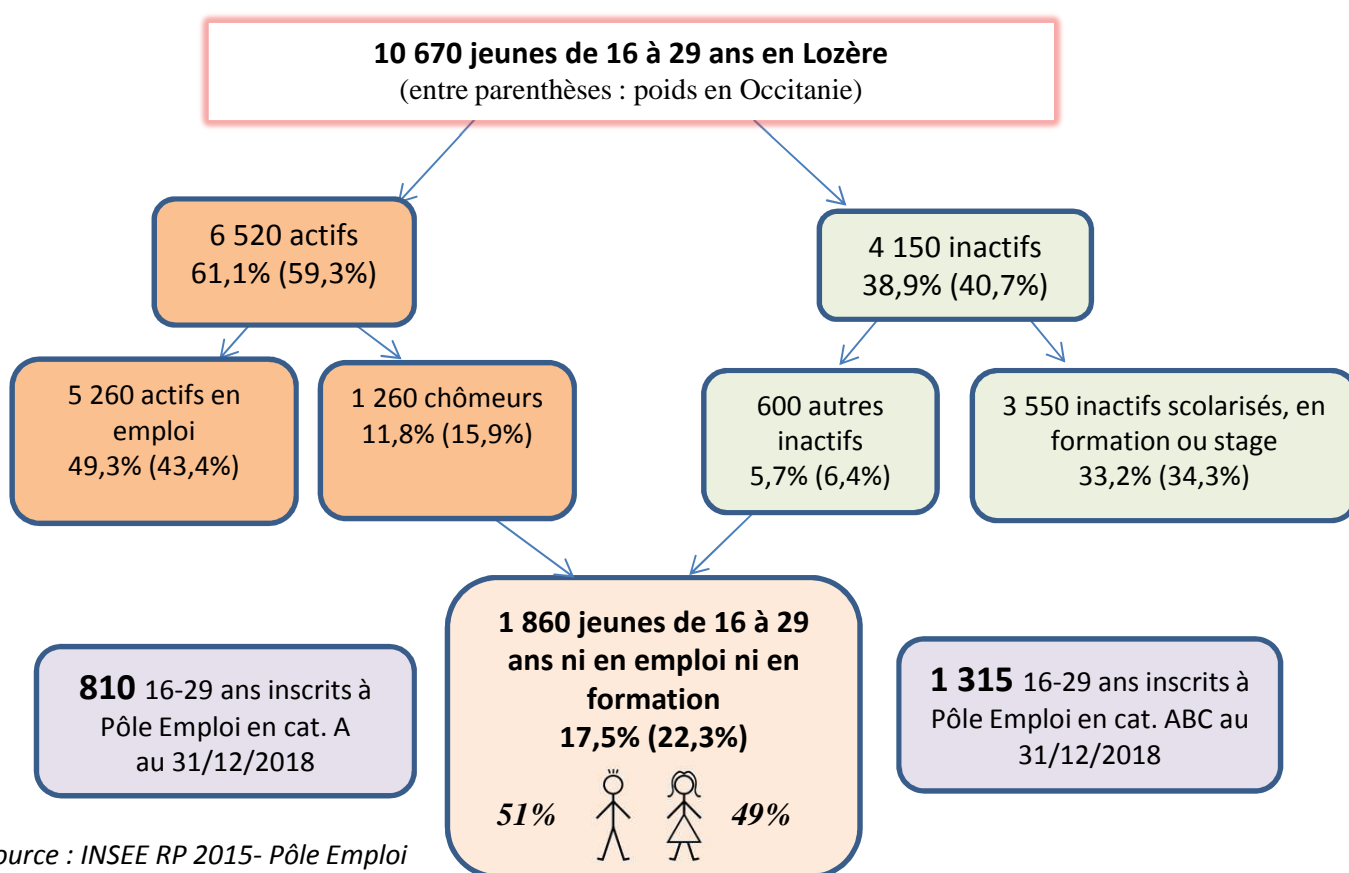 10 670 jeunes de 16 à 29 ans en Lozère
(entre parenthèses : poids en Occitanie)
6 520 actifs
61,1% (59,3%)
4 150 inactifs
38,9% (40,7%)
5 260 actifs en
emploi
49,3% (43,4%)
1 260 chômeurs
11,8% (15,9%)
600 autres
inactifs
5,7% (6,4%)
3 550 inactifs scolarisés, en
formation ou stage
33,2% (34,3%)
810 16-29 ans inscrits à
Pôle Emploi en cat. A
au 31/12/2018
1 860 jeunes de 16 à 29
ans ni en emploi ni en
formation
17,5% (22,3%)
51%
49%
1 315 16-29 ans inscrits à
Pôle Emploi en cat. ABC au
31/12/2018
ource : INSEE RP 2015- Pôle Emploi